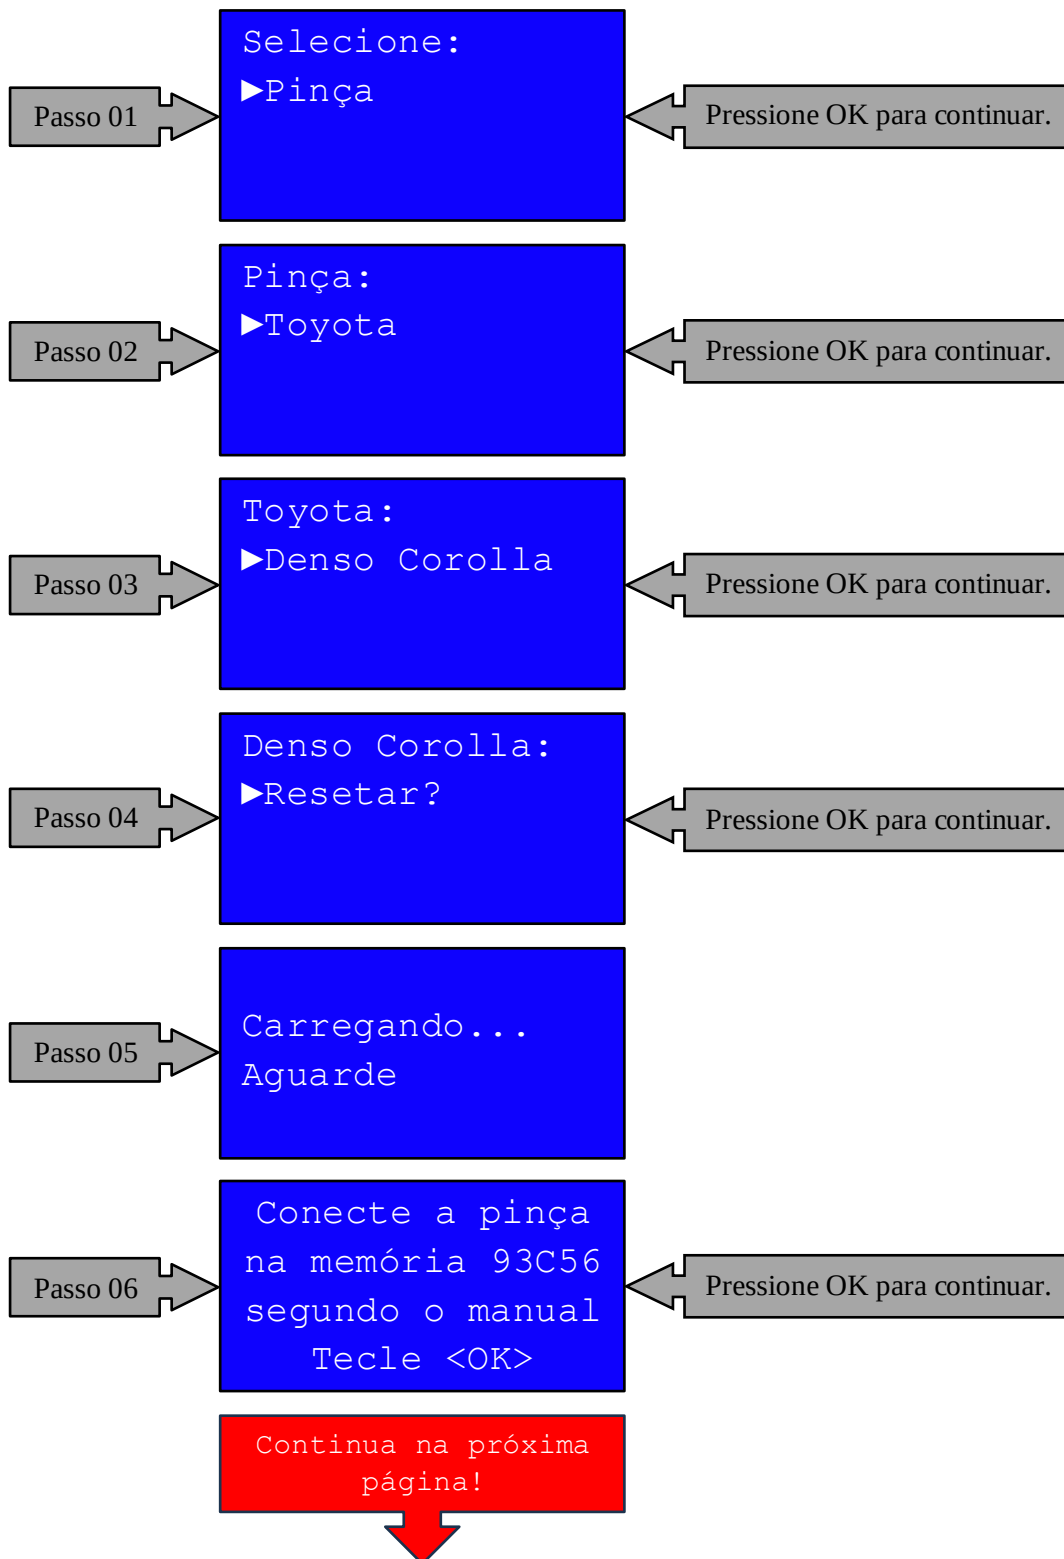 Selecione:
►Pinça
Passo 01
Pressione OK para continuar.
Pinça:
►Toyota
Passo 02
Pressione OK para continuar.
Toyota:
►Denso Corolla
Passo 03
Pressione OK para continuar.
Denso Corolla:
►Resetar?
Passo 04
Pressione OK para continuar.
Carregando...
Aguarde
Passo 05
Conecte a pinça
na memória 93C56
segundo o manual
Tecle <OK>
Passo 06
Pressione OK para continuar.
Continua na próxima
página!